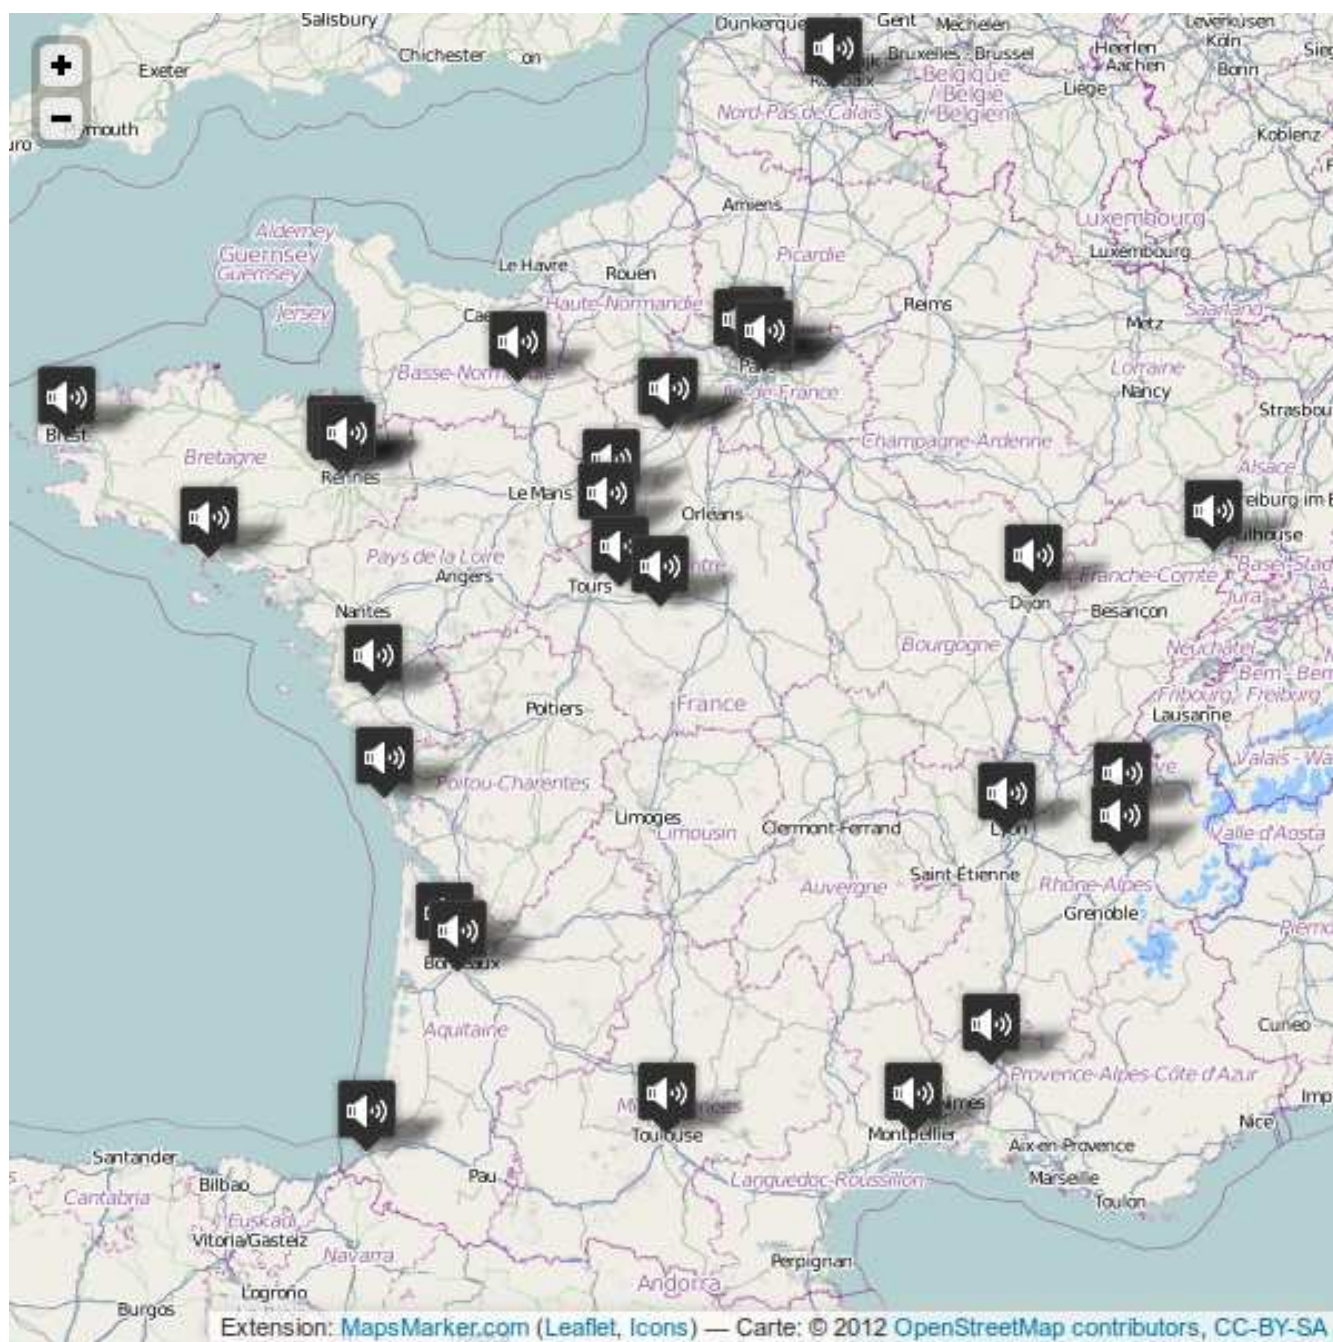 Salisbury
Dunkerque
Gent
Mechelen
Leverkusen
Köln
Chichester
Exeter
Bruxelles - Brussel
Heerlen
Aachen
Bonn
Belgique
/ België
/ Belgien
Liège
Nord-Pas de Calais
Koblenz
Amiens
Luxembourg
Luxembourg
Alderney
Guernsey
Guernsey
Jersey
Picardie
Le Havre
Rouen
Haute-Normandie
Reims
Saarland
Metz
Basse-Normandie
Lorraine
Nancy
Île-de-France
Brest
Bretagne
Champagne-Ardenne
Alsace
Rennes
Le Mans
Orléans
Pays de la Loire
Angers
Tours
Franche-Comté
Jura
Nantes
Dijon
Besançon
Bourgogne
Neuchâtel
Fribourg - Freiburg
Poitiers
France
Lausanne
Poitou-Charentes
Limoges
Limousin
Clermont-Ferrand
Lyon
Valle d'Aosta
Auvergne
Saint-Étienne
Rhône-Alpes
Grenoble
Bordeaux
Aquitaine
Cuneo
Provence-Alpes-Côte d'Azur
Toulouse
Montpellier
Nice
Aix-en-Provence
Santander
Pau
Languedoc-Roussillon
Marseille
Bilbao
Cantabria
Toulon
Euskadi
Vitoria/Gasteiz
Navarra
Perpignan
Andorra
Logroño
Burgos
Extension: MapsMarker.com (Leaflet, Icons) — Carte: © 2012 OpenStreetMap contributors, CC-BY-SA